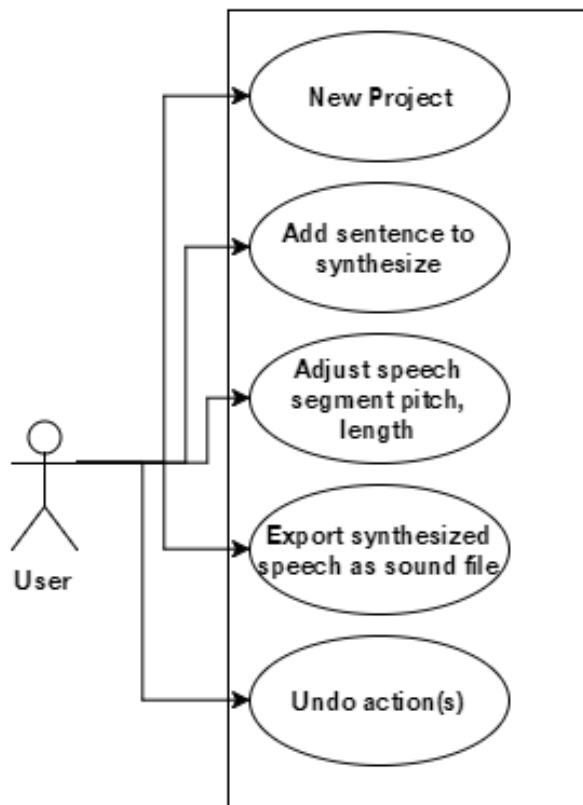 New Project
Add sentence to
synthesize
Adjust speech
segment pitch,
length
User
Export synthesized
speech as sound file
Undo action(s)